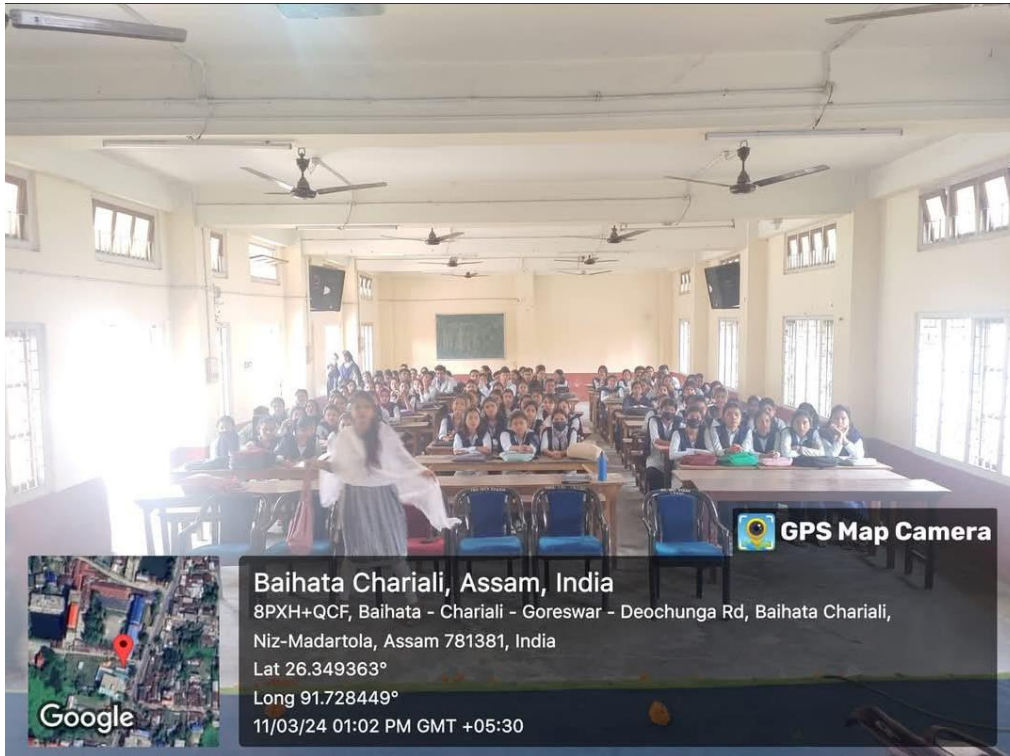 GPS Map Camera
Baihata Chariali, Assam, India
8PXH+QCF, Baihata - Chariali - Goreswar - Deochunga Rd, Baihata Chariali,
Niz-Madartola, Assam 781381, India
Lat 26.349363°
Long 91.728449°
11/03/24 01:02 PM GMT +05:30
Google